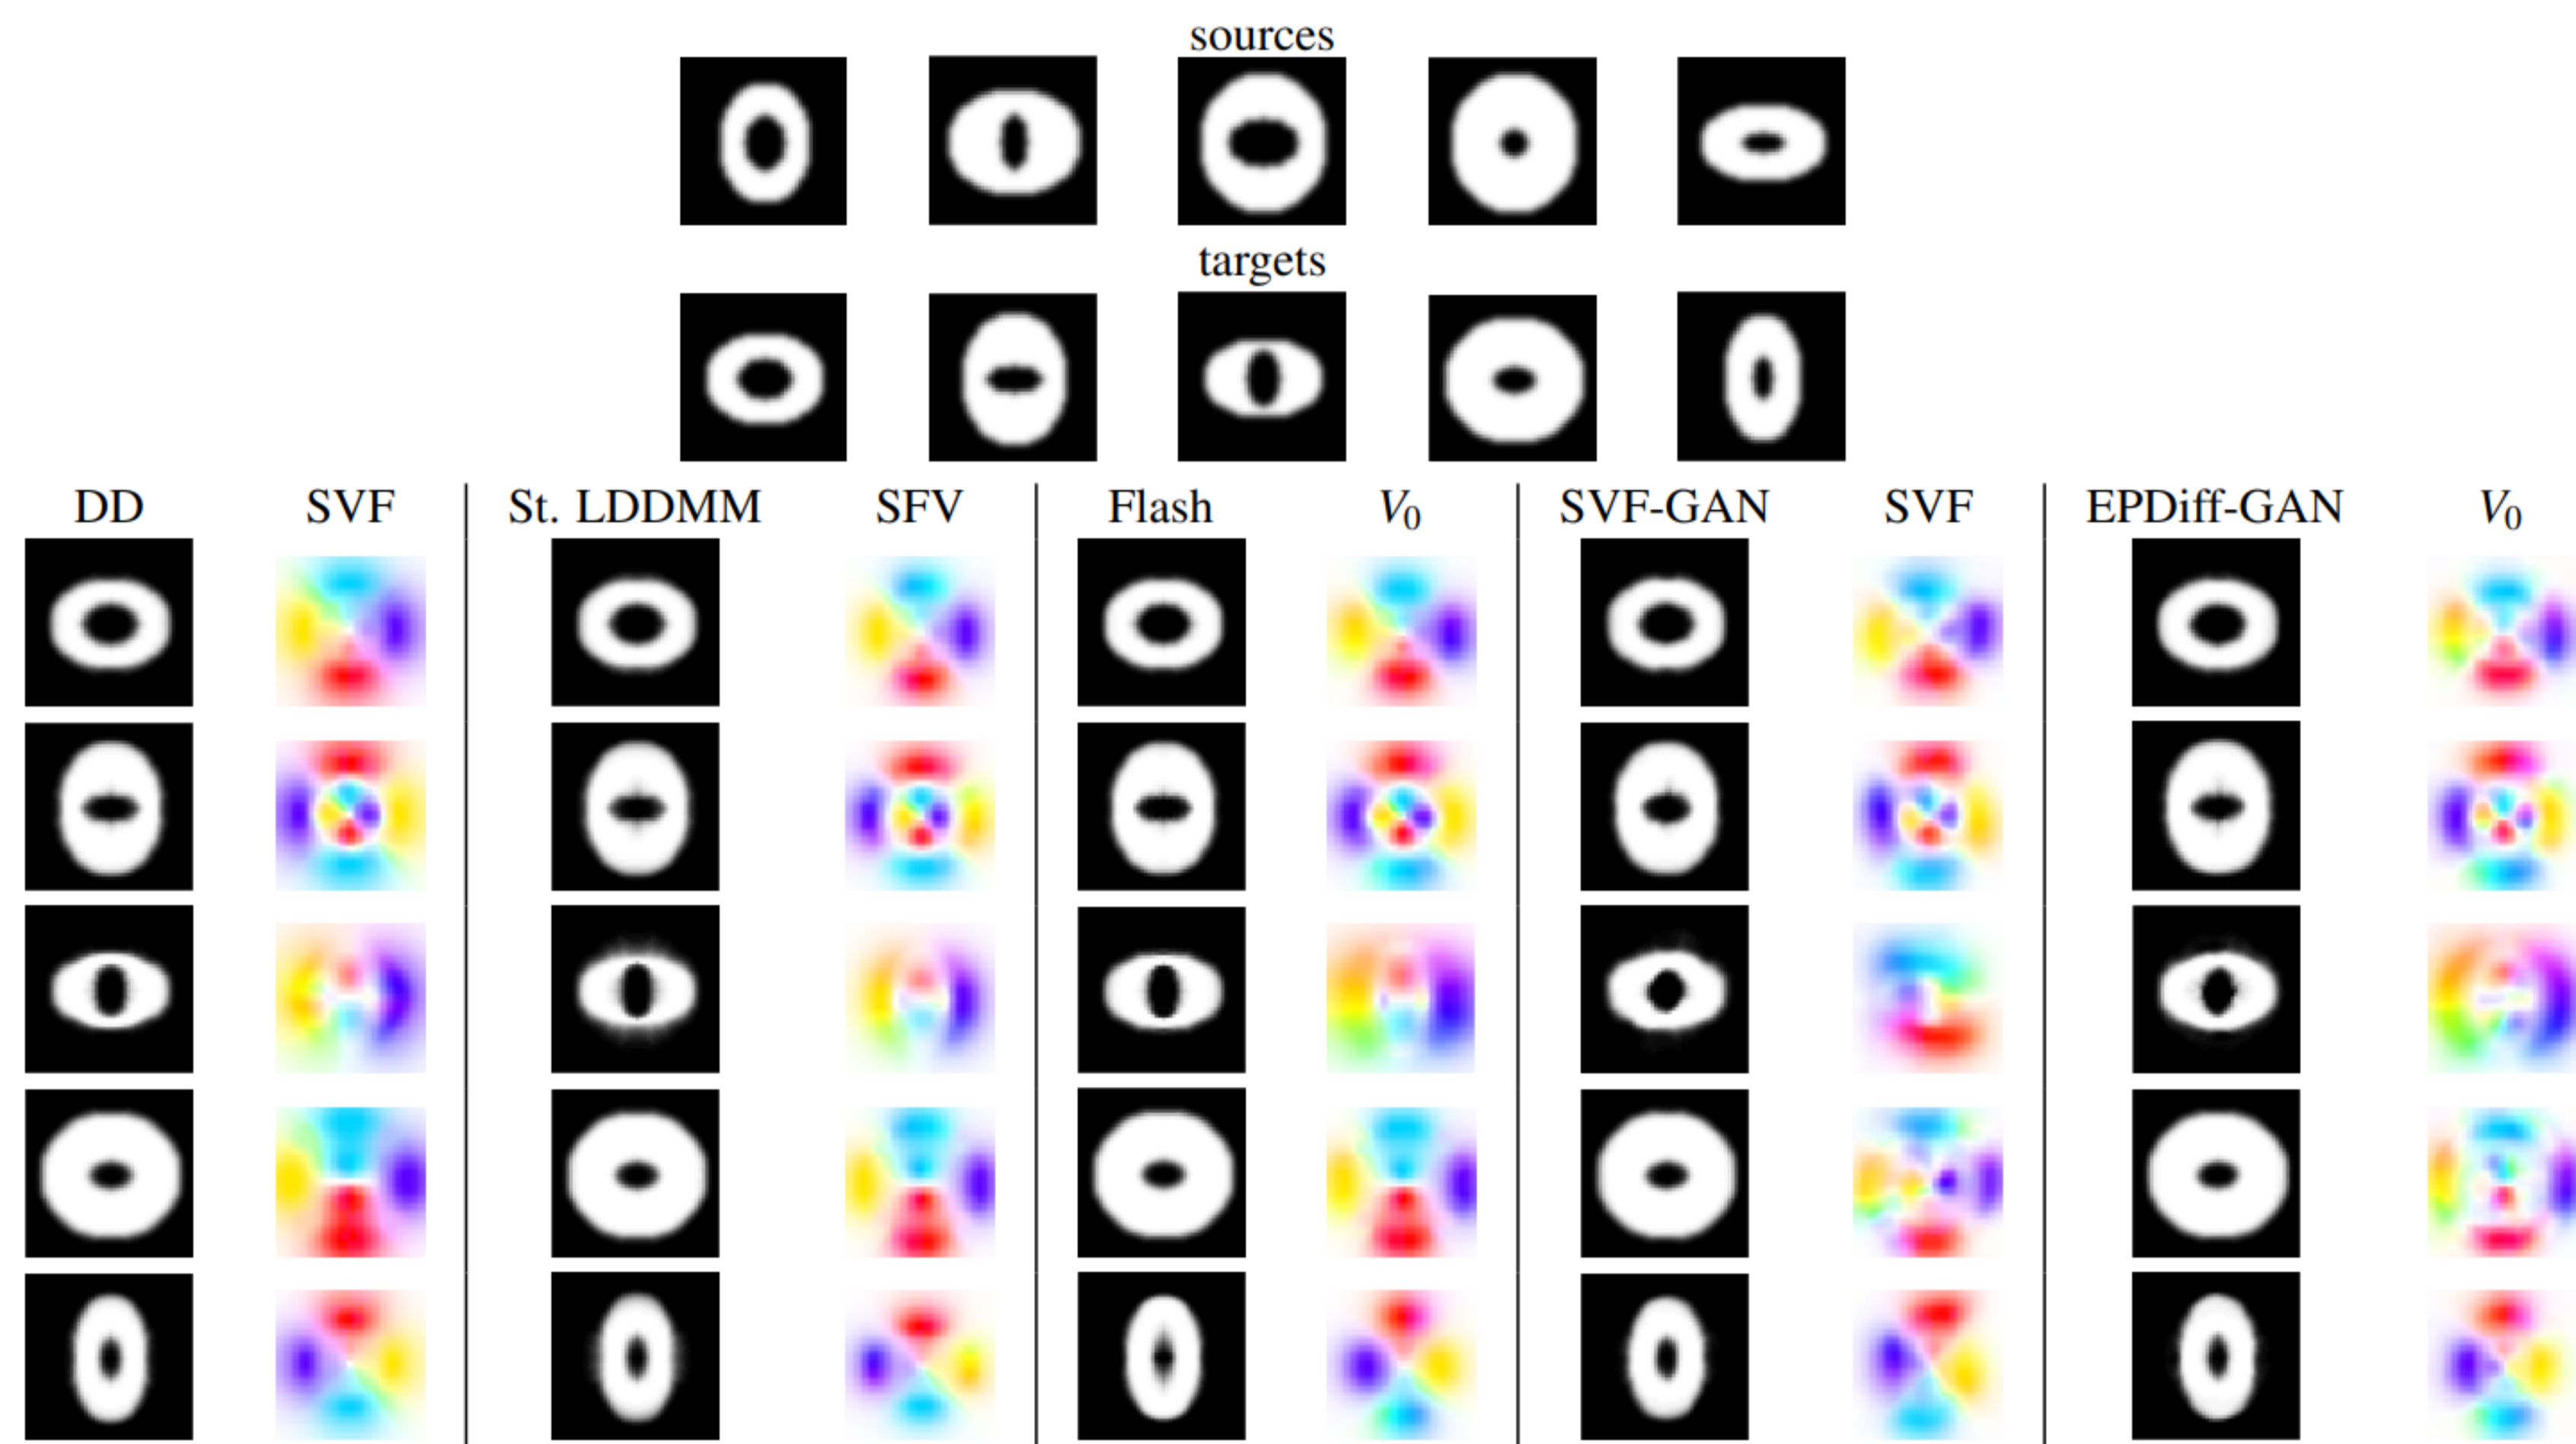 sources
targets
DD SVF St. LDDMM SFV Flash V₀ SVF-GAN SVF EPDiff-GAN V₀